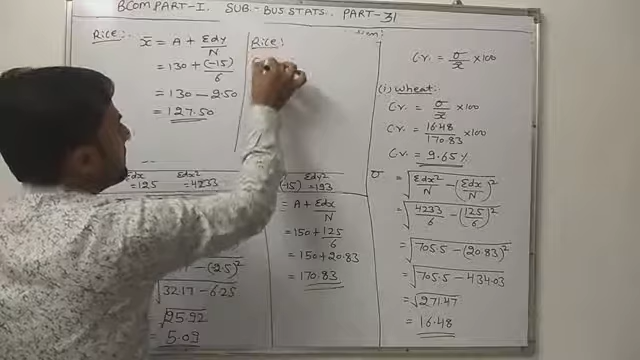 BCOM PART-I. SUB-BUS.STATS. PART-31
Rice:
x̄ = A + Σdy/N
= 130 + (-15)/6
= 130 - 2.50
= 127.50
Rice:
C.V. = σ/x̄ ×100
(i) Wheat:
C.V. = σ/x̄ ×100
C.V. = 16.48/170.83 ×100
C.V. = 9.65%
Σdx =125 Σdx² =4233
(-15) Σdy² =193
-(2.5)²
√32.17-6.25
√25.92
= 5.09
= A + Σdx/N
= 150 + 125/6
= 150 + 20.83
= 170.83
σ = √Σdx²/N - (Σdx/N)²
= √4233/6 - (125/6)²
= √705.5 - (20.83)²
= √705.5 - 434.03
= √271.47
= 16.48